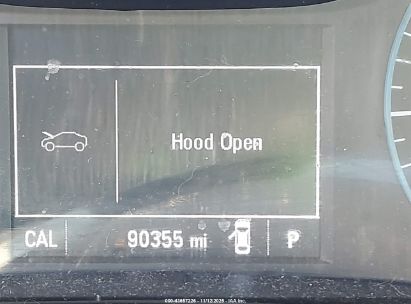 Hood Open
CAL 90355 mi P